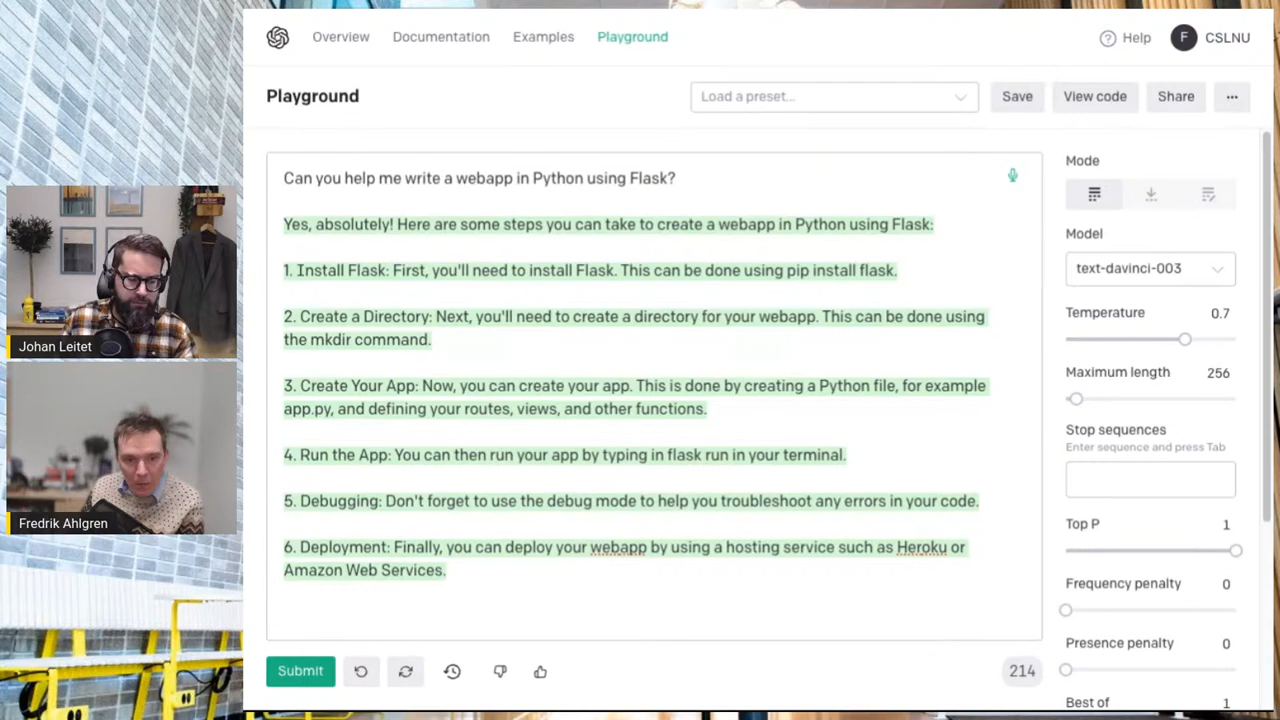 Overview Documentation Examples Playground Help F CSLNU
Playground Load a preset... Save View code Share ...
Can you help me write a webapp in Python using Flask?
Yes, absolutely! Here are some steps you can take to create a webapp in Python using Flask:
1. Install Flask: First, you'll need to install Flask. This can be done using pip install flask.
2. Create a Directory: Next, you'll need to create a directory for your webapp. This can be done using
the mkdir command.
3. Create Your App: Now, you can create your app. This is done by creating a Python file, for example
app.py, and defining your routes, views, and other functions.
4. Run the App: You can then run your app by typing in flask run in your terminal.
5. Debugging: Don't forget to use the debug mode to help you troubleshoot any errors in your code.
6. Deployment: Finally, you can deploy your webapp by using a hosting service such as Heroku or
Amazon Web Services.
Submit 214
Mode
Model
text-davinci-003
Temperature 0.7
Maximum length 256
Stop sequences
Enter sequence and press Tab
Top P 1
Frequency penalty 0
Presence penalty 0
Best of 1
Johan Leitet
Fredrik Ahlgren